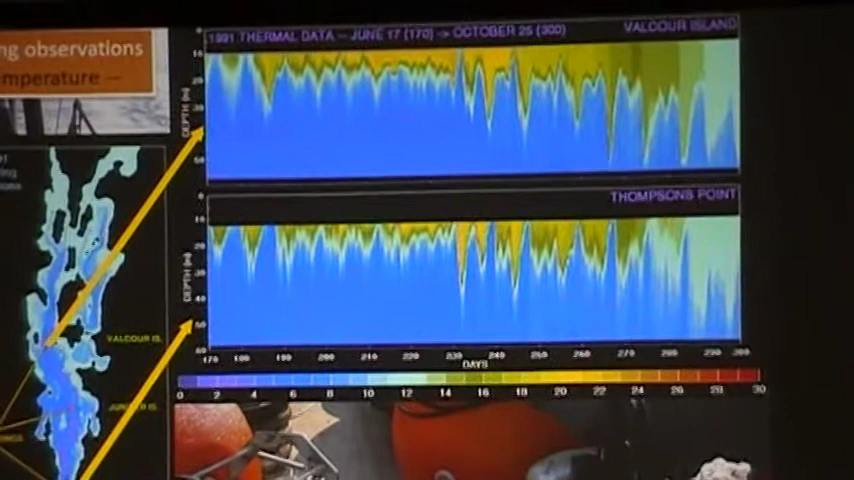 ng observations
mperature —
1991 THERMAL DATA – JUNE 17 (170) -> OCTOBER 25 (300)
VALCOUR ISLAND
DEPTH (m)
THOMPSONS POINT
DEPTH (m)
170 180 190 200 210 220 230 240 250 260 270 280 290 300
DAYS
0 2 4 6 8 10 12 14 16 18 20 22 24 26 28 30
VALCOUR IS.